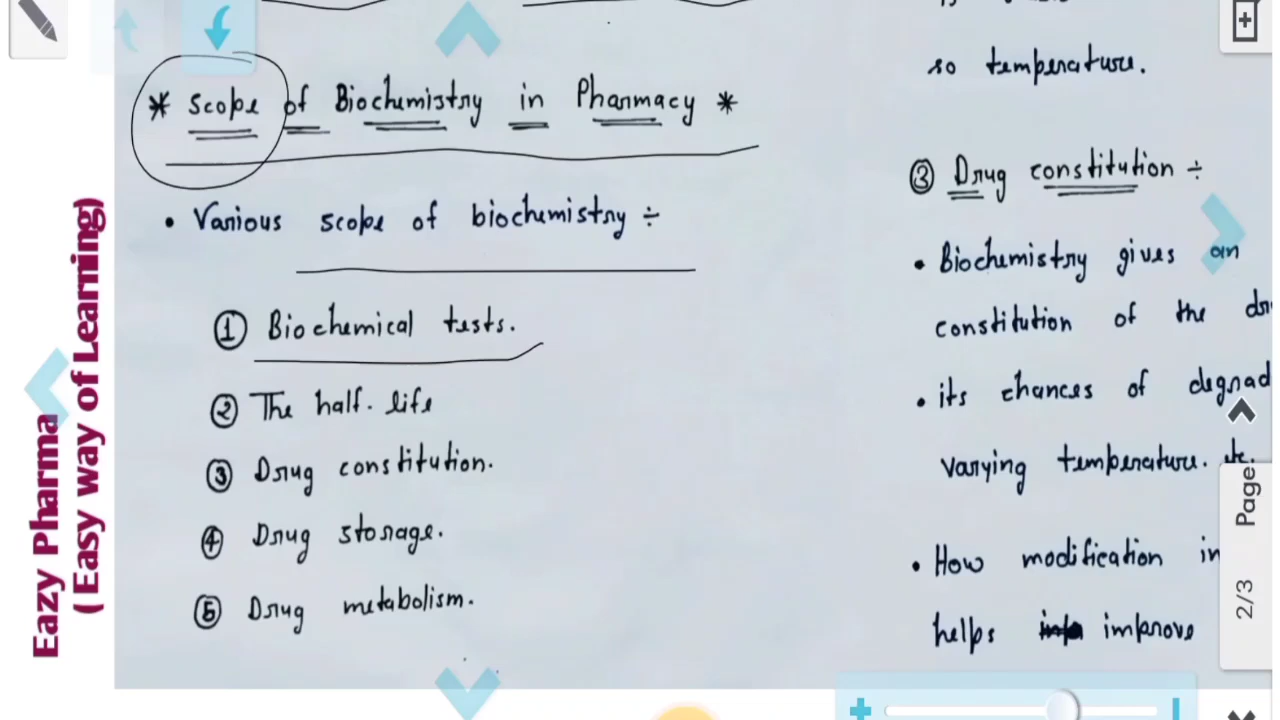 * Scope of Biochemistry in Pharmacy *
• Various scope of biochemistry ÷
① Biochemical tests.
② The half. life
③ Drug constitution.
④ Drug storage.
⑤ Drug metabolism.
so temperature.
③ Drug constitution ÷
• Biochemistry gives an
constitution of the
• its chances of degrad
varying temperature. etc.
• How modification in
helps improve
Eazy Pharma
(Easy way of Learning)
Page
2/3